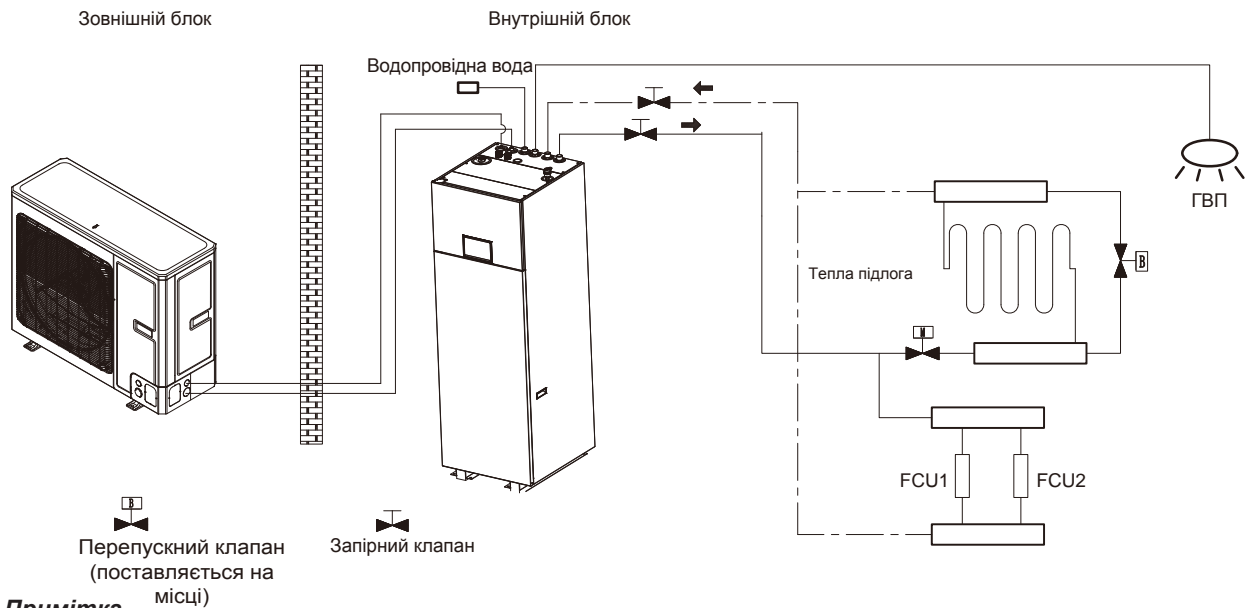 Зовнішній блок
Внутрішній блок
Водопровідна вода
ГВП
B
Тепла підлога
M
FCU1
FCU2
B
Перепускний клапан
(поставляється на
місці)
Запірний клапан
Примітка